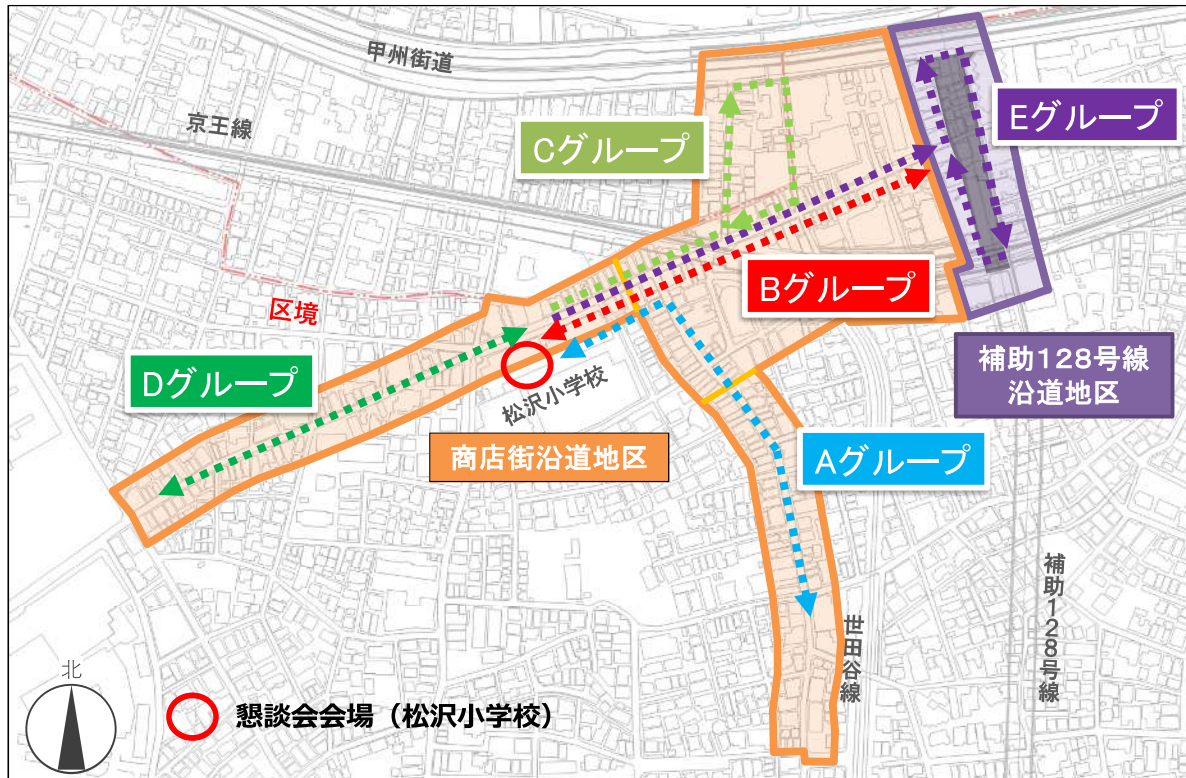 甲州街道
京王線
Cグループ
Eグループ
区境
Bグループ
Dグループ
松沢小学校
補助128号線
沿道地区
商店街沿道地区
Aグループ
世田谷線
補助128号線
北
懇談会会場（松沢小学校）